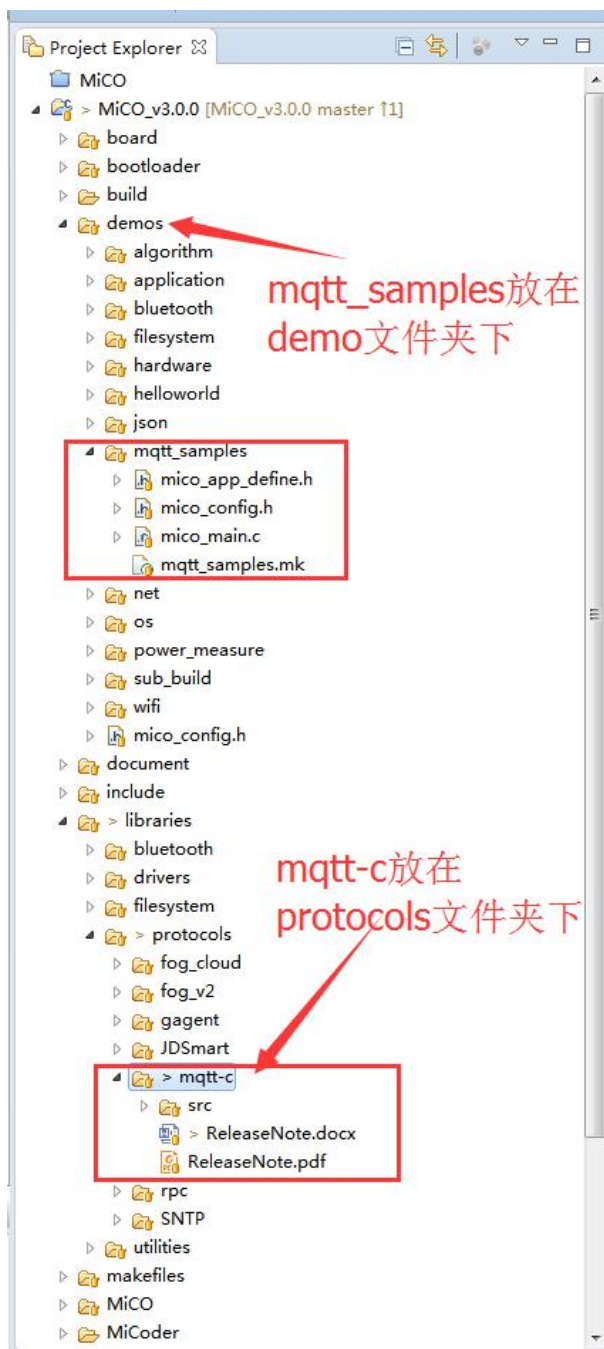 Project Explorer
MiCO
> MiCO_v3.0.0 [MiCO_v3.0.0 master ↑1]
board
bootloader
build
demos
algorithm
application
bluetooth
filesystem
hardware
helloworld
json
mqtt_samples放在
demo文件夹下
mqtt_samples
mico_app_define.h
mico_config.h
mico_main.c
mqtt_samples.mk
net
os
power_measure
sub_build
wifi
mico_config.h
document
include
> libraries
bluetooth
drivers
filesystem
> protocols
mqtt-c放在
protocols文件夹下
fog_cloud
fog_v2
gagent
JDSmart
> mqtt-c
src
> ReleaseNote.docx
ReleaseNote.pdf
rpc
SNTP
utilities
makefiles
MiCO
MiCoder